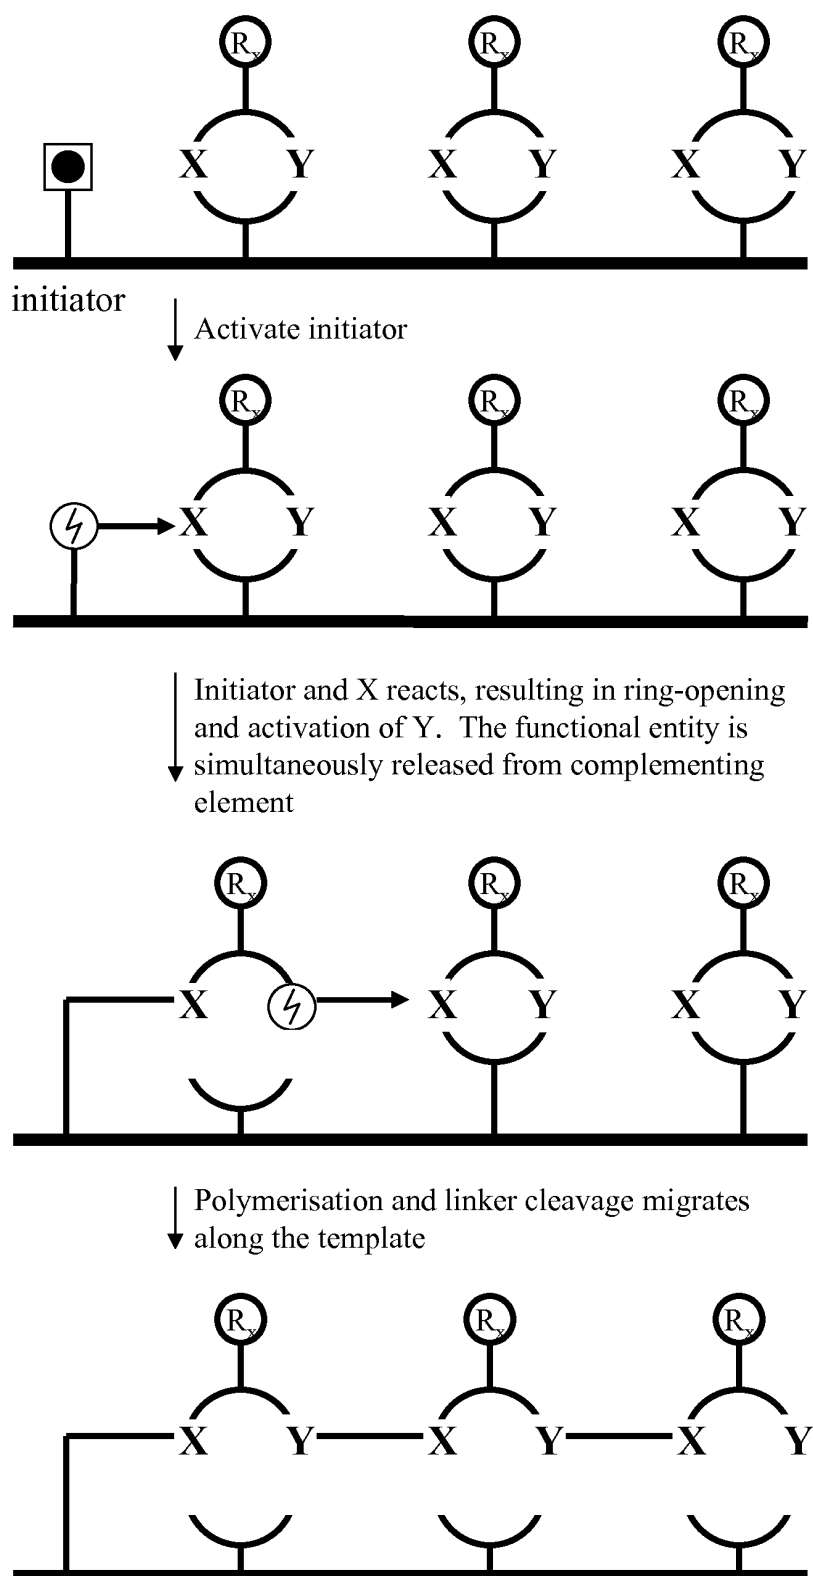 Rx Rx Rx
X Y X Y X Y
initiator
Activate initiator
Rx Rx Rx
X Y X Y X Y
Initiator and X reacts, resulting in ring-opening
and activation of Y. The functional entity is
simultaneously released from complementing
element
Rx Rx Rx
X X Y X Y
Polymerisation and linker cleavage migrates
along the template
Rx Rx Rx
X Y X Y X Y